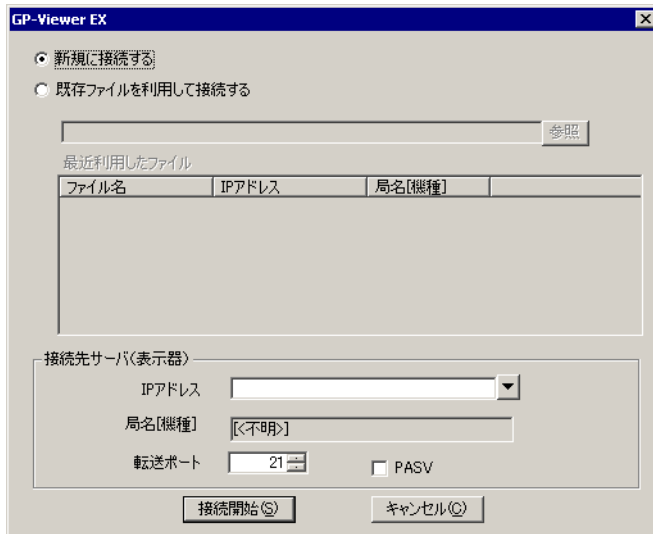 GP-Viewer EX
新規に接続する
既存ファイルを利用して接続する
参照
最近利用したファイル
ファイル名 IPアドレス 局名[機種]
接続先サーバ(表示器)
IPアドレス
局名[機種] [<不明>]
転送ポート 21 PASV
接続開始(S) キャンセル(C)